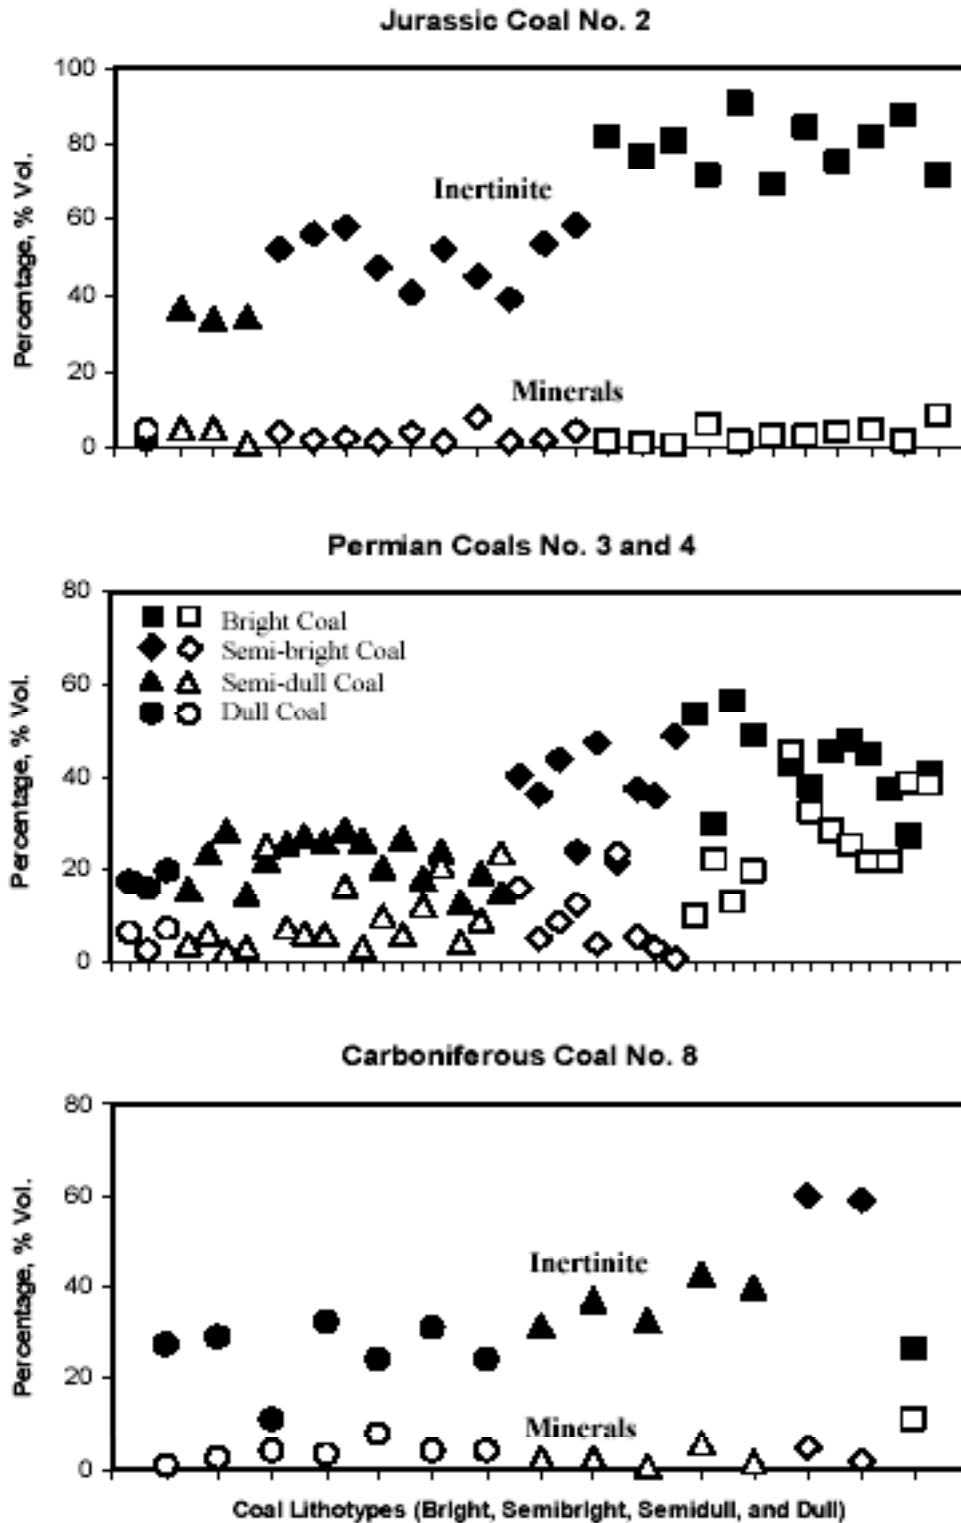 Jurassic Coal No. 2
100
80
60
40
20
0
Percentage, % Vol.
Inertinite
Minerals
Permian Coals No. 3 and 4
80
60
40
20
0
Percentage, % Vol.
Bright Coal
Semi-bright Coal
Semi-dull Coal
Dull Coal
Carboniferous Coal No. 8
80
60
40
20
0
Percentage, % Vol.
Inertinite
Minerals
Coal Lithotypes (Bright, Semibright, Semidull, and Dull)